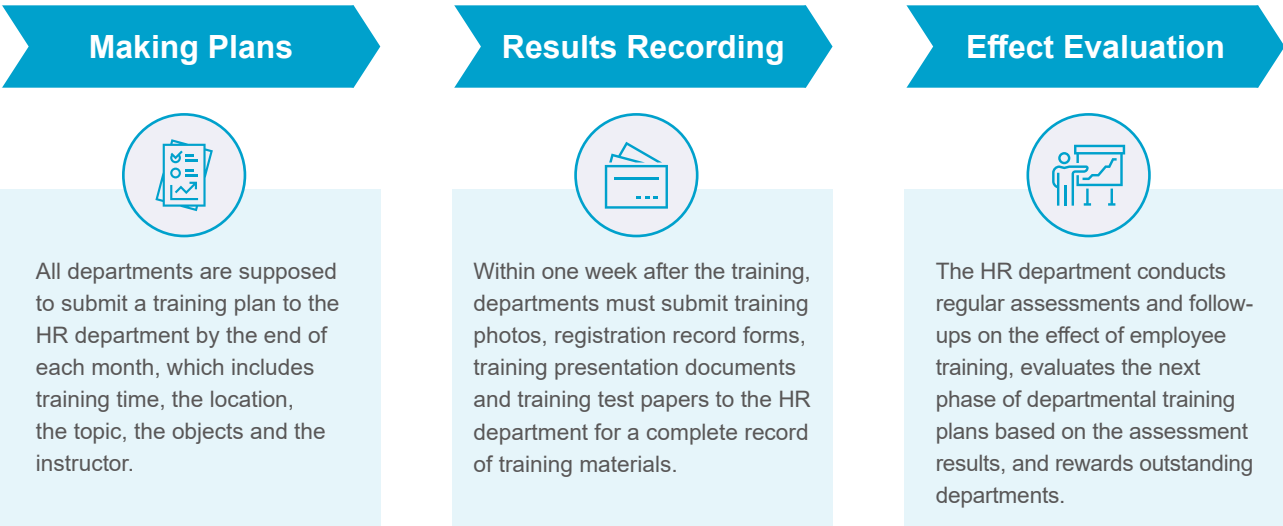 Making Plans
All departments are supposed
to submit a training plan to the
HR department by the end of
each month, which includes
training time, the location,
the topic, the objects and the
instructor.
Results Recording
Within one week after the training,
departments must submit training
photos, registration record forms,
training presentation documents
and training test papers to the HR
department for a complete record
of training materials.
Effect Evaluation
The HR department conducts
regular assessments and follow-
ups on the effect of employee
training, evaluates the next
phase of departmental training
plans based on the assessment
results, and rewards outstanding
departments.